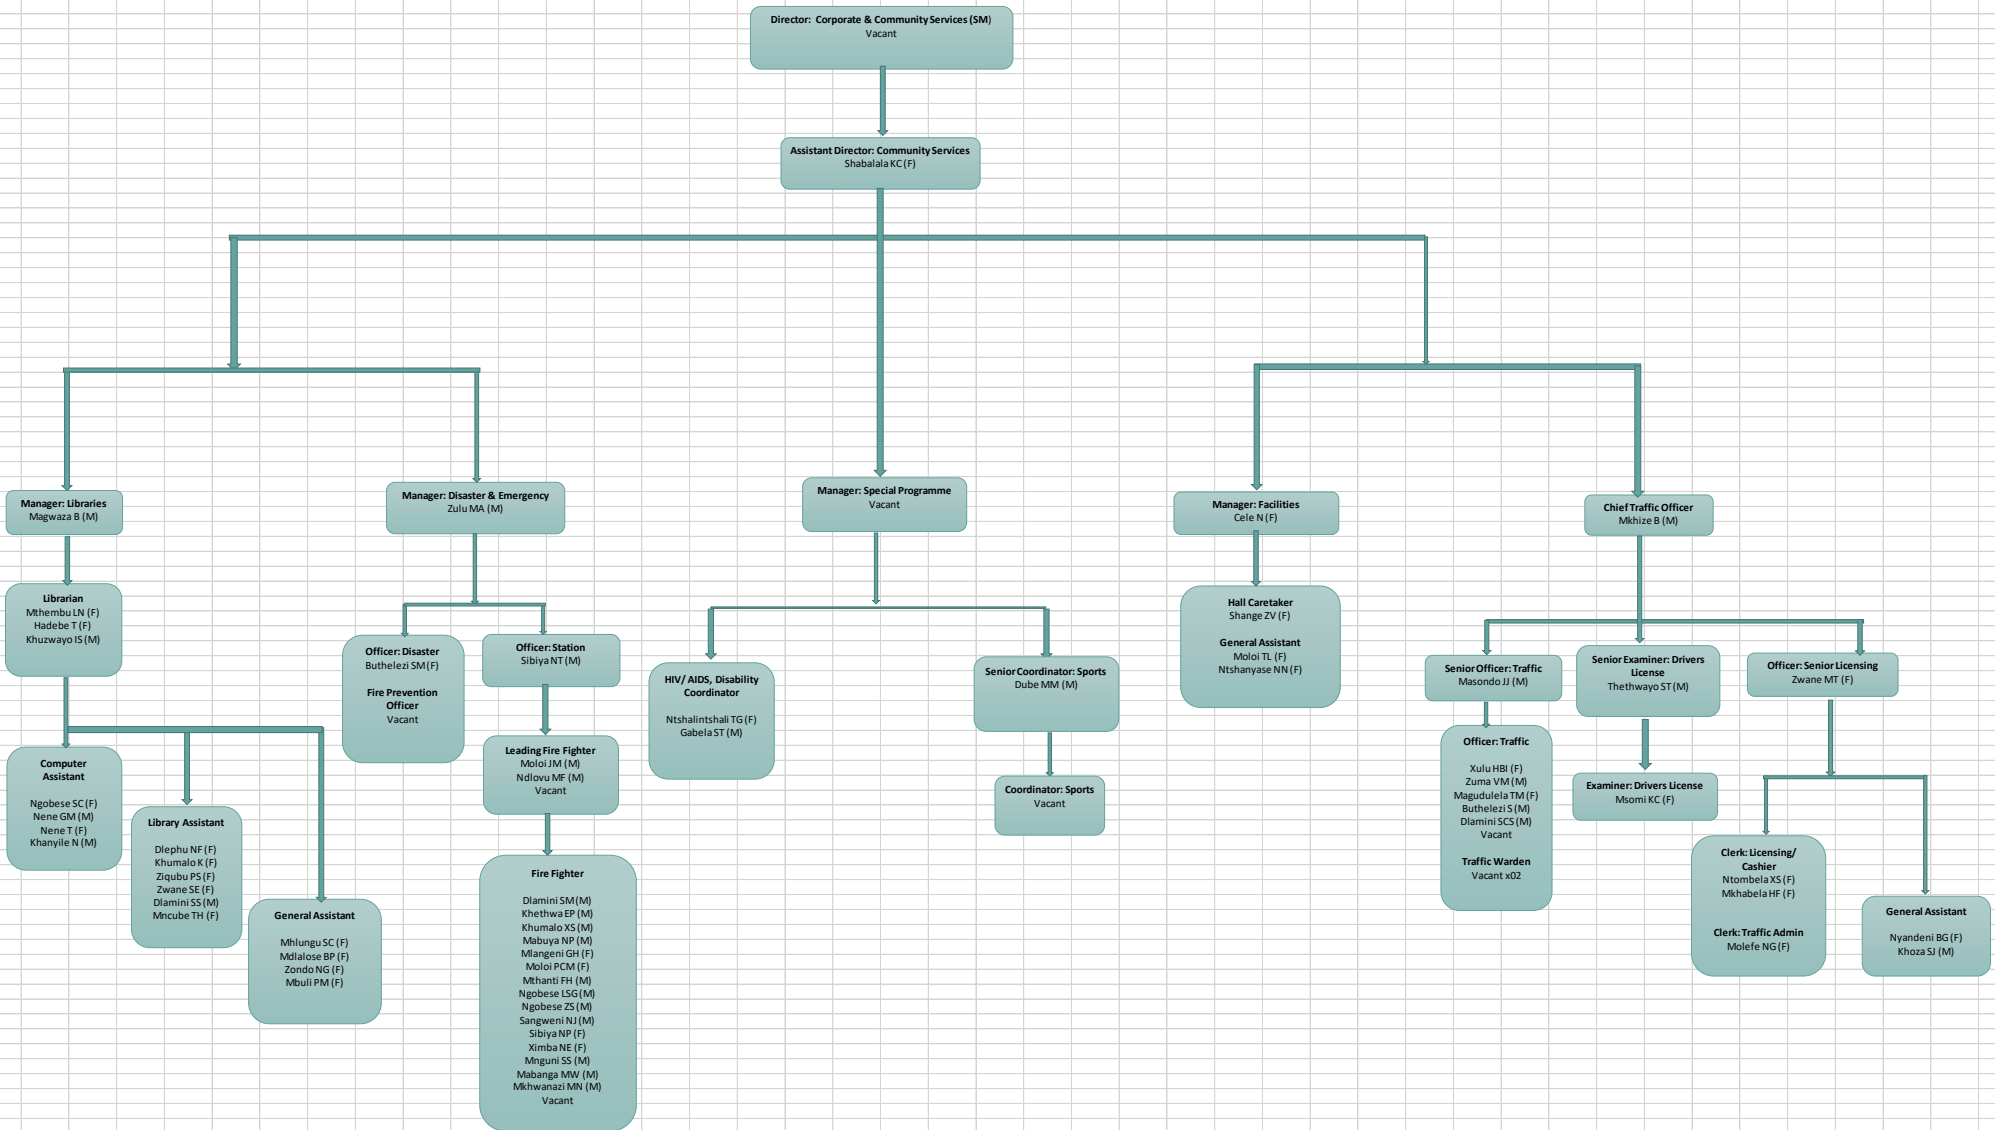 Director: Corporate & Community Services (SM)
Vacant
Assistant Director: Community Services
Shabalala KC (F)
Manager: Libraries
Magwaza B (M)
Manager: Disaster & Emergency
Zulu MA (M)
Manager: Special Programme
Vacant
Manager: Facilities
Cele N (F)
Chief Traffic Officer
Mkhize B (M)
Librarian
Mthembu LN (F)
Hadebe T (F)
Khuzwayo IS (M)
Officer: Disaster
Buthelezi SM (F)
Fire Prevention
Officer
Vacant
Officer: Station
Sibiya NT (M)
HIV/ AIDS, Disability
Coordinator
Ntshalintshali TG (F)
Gabela ST (M)
Senior Coordinator: Sports
Dube MM (M)
Hall Caretaker
Shange ZV (F)
General Assistant
Moloi TL (F)
Ntshanyase NN (F)
Senior Officer: Traffic
Masondo JJ (M)
Senior Examiner: Drivers
License
Thethwayo ST (M)
Officer: Senior Licensing
Zwane MT (F)
Computer
Assistant
Ngobese SC (F)
Nene GM (M)
Nene T (F)
Khanyile N (M)
Library Assistant
Dlephu NF (F)
Khumalo K (F)
Ziqubu PS (F)
Zwane SE (F)
Dlamini SS (M)
Mncube TH (F)
General Assistant
Mhlungu SC (F)
Mdlalose BP (F)
Zondo NG (F)
Mbuli PM (F)
Leading Fire Fighter
Moloi JM (M)
Ndlovu MF (M)
Vacant
Fire Fighter
Dlamini SM (M)
Khethwa EP (M)
Khumalo XS (M)
Mabuya NP (M)
Mlangeni GH (F)
Moloi PCM (F)
Mthanti FH (M)
Ngobese LSG (M)
Ngobese ZS (M)
Sangweni NJ (M)
Sibiya NP (F)
Ximba NE (F)
Mnguni SS (M)
Mabanga MW (M)
Mkhwanazi MN (M)
Vacant
Coordinator: Sports
Vacant
Officer: Traffic
Xulu HBI (F)
Zuma VM (M)
Magudulela TM (F)
Buthelezi S (M)
Dlamini SCS (M)
Vacant
Traffic Warden
Vacant x02
Examiner: Drivers License
Msomi KC (F)
Clerk: Licensing/
Cashier
Ntombela XS (F)
Mkhabela HF (F)
Clerk: Traffic Admin
Molefe NG (F)
General Assistant
Nyandeni BG (F)
Khoza SJ (M)